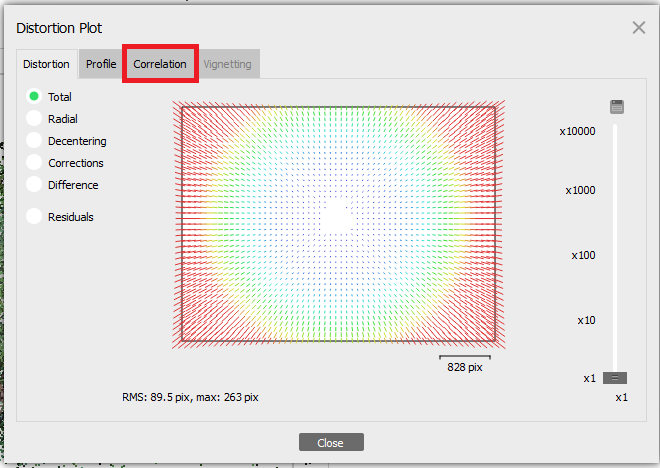 Distortion Plot
Distortion Profile Correlation Vignetting
Total
Radial
Decentering
Corrections
Difference
Residuals
x10000
x1000
x100
x10
x1
x1
828 pix
RMS: 89.5 pix, max: 263 pix
Close